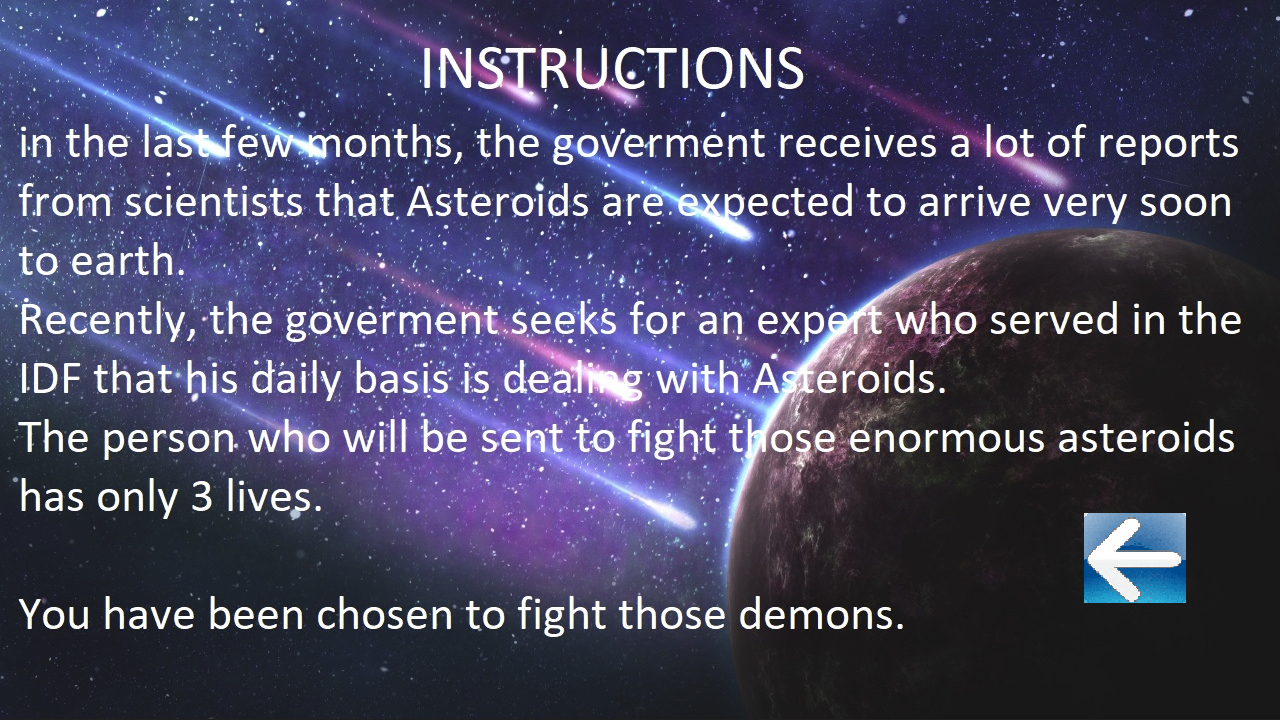 INSTRUCTIONS
in the last few months, the goverment receives a lot of reports
from scientists that Asteroids are expected to arrive very soon
to earth.
Recently, the goverment seeks for an expert who served in the
IDF that his daily basis is dealing with Asteroids.
The person who will be sent to fight those enormous asteroids
has only 3 lives.
You have been chosen to fight those demons.